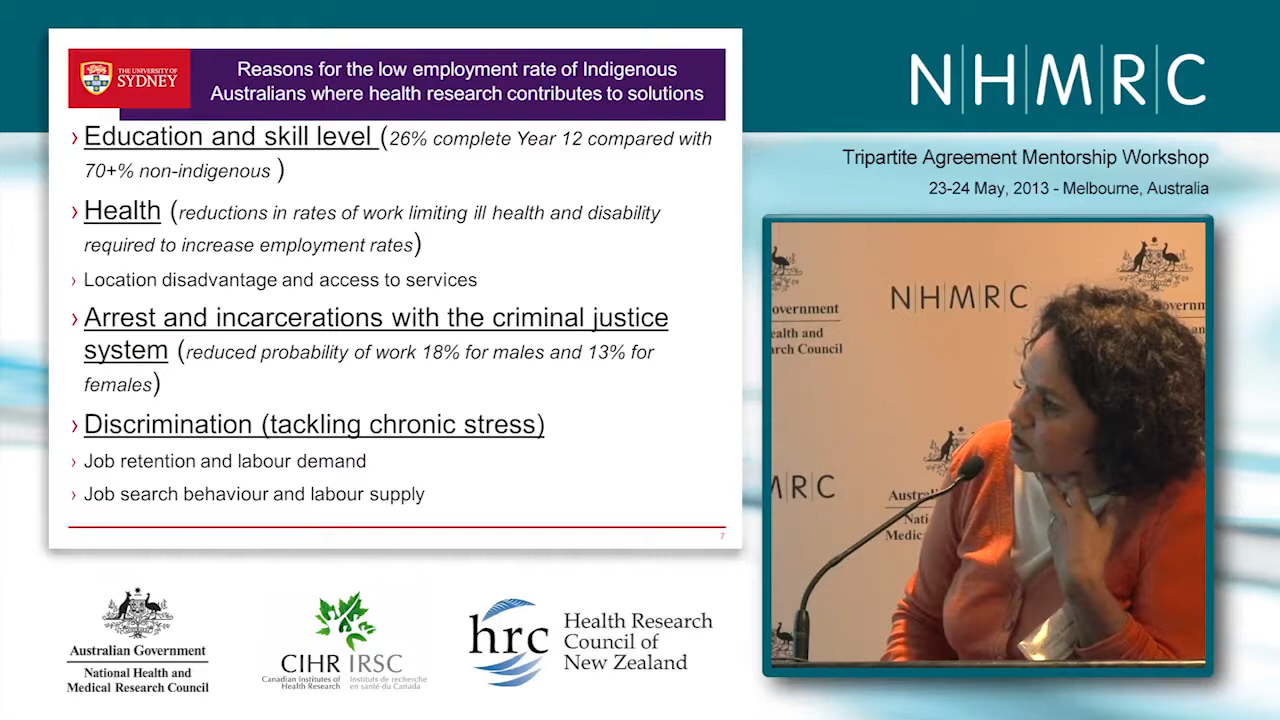 THE UNIVERSITY OF
SYDNEY
Reasons for the low employment rate of Indigenous
Australians where health research contributes to solutions
› Education and skill level (26% complete Year 12 compared with
70+% non-indigenous )
› Health (reductions in rates of work limiting ill health and disability
required to increase employment rates)
› Location disadvantage and access to services
› Arrest and incarcerations with the criminal justice
system (reduced probability of work 18% for males and 13% for
females)
› Discrimination (tackling chronic stress)
› Job retention and labour demand
› Job search behaviour and labour supply
7
N|H|M|R|C
Tripartite Agreement Mentorship Workshop
23-24 May, 2013 - Melbourne, Australia
overnment
ealth and
rch Council
N|H|M|R|C
overnm
an
M|R|C
Austral
Nati
Medic
Australian Government
National Health and
Medical Research Council
CIHR IRSC
Canadian Institutes of
Health Research
Instituts de recherche
en santé du Canada
hrc
Health Research
Council of
New Zealand